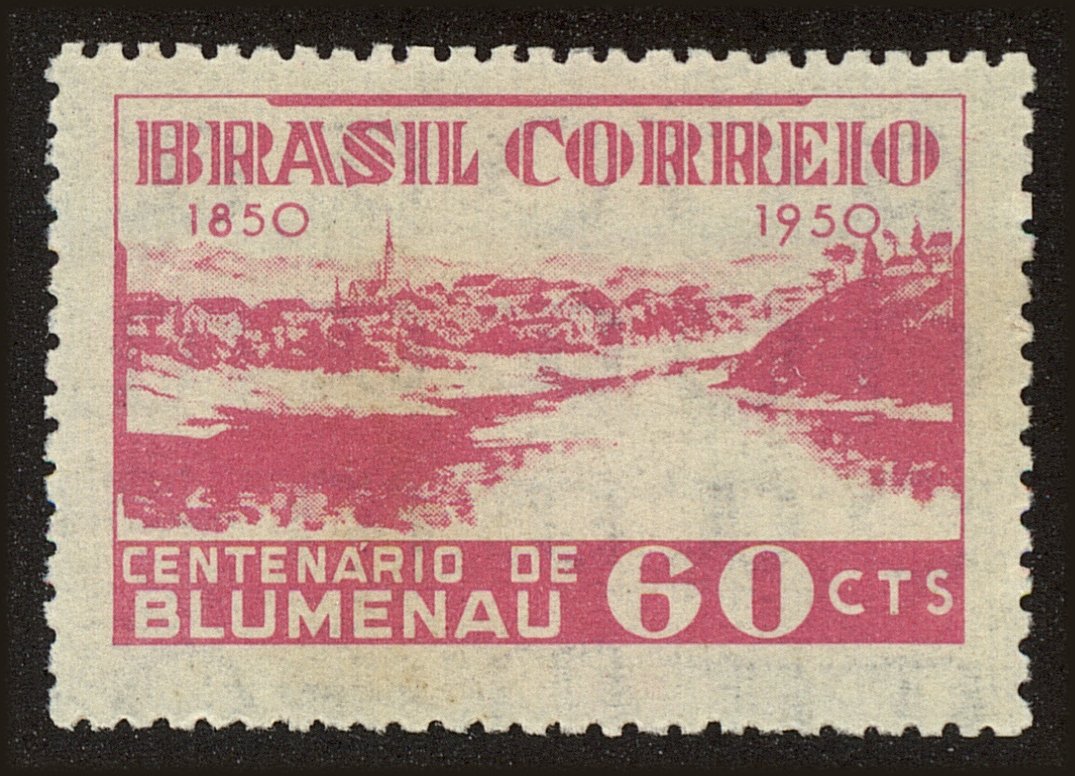 BRASIL CORREIO
1850 1950
CENTENÁRIO DE
BLUMENAU 60 CTS